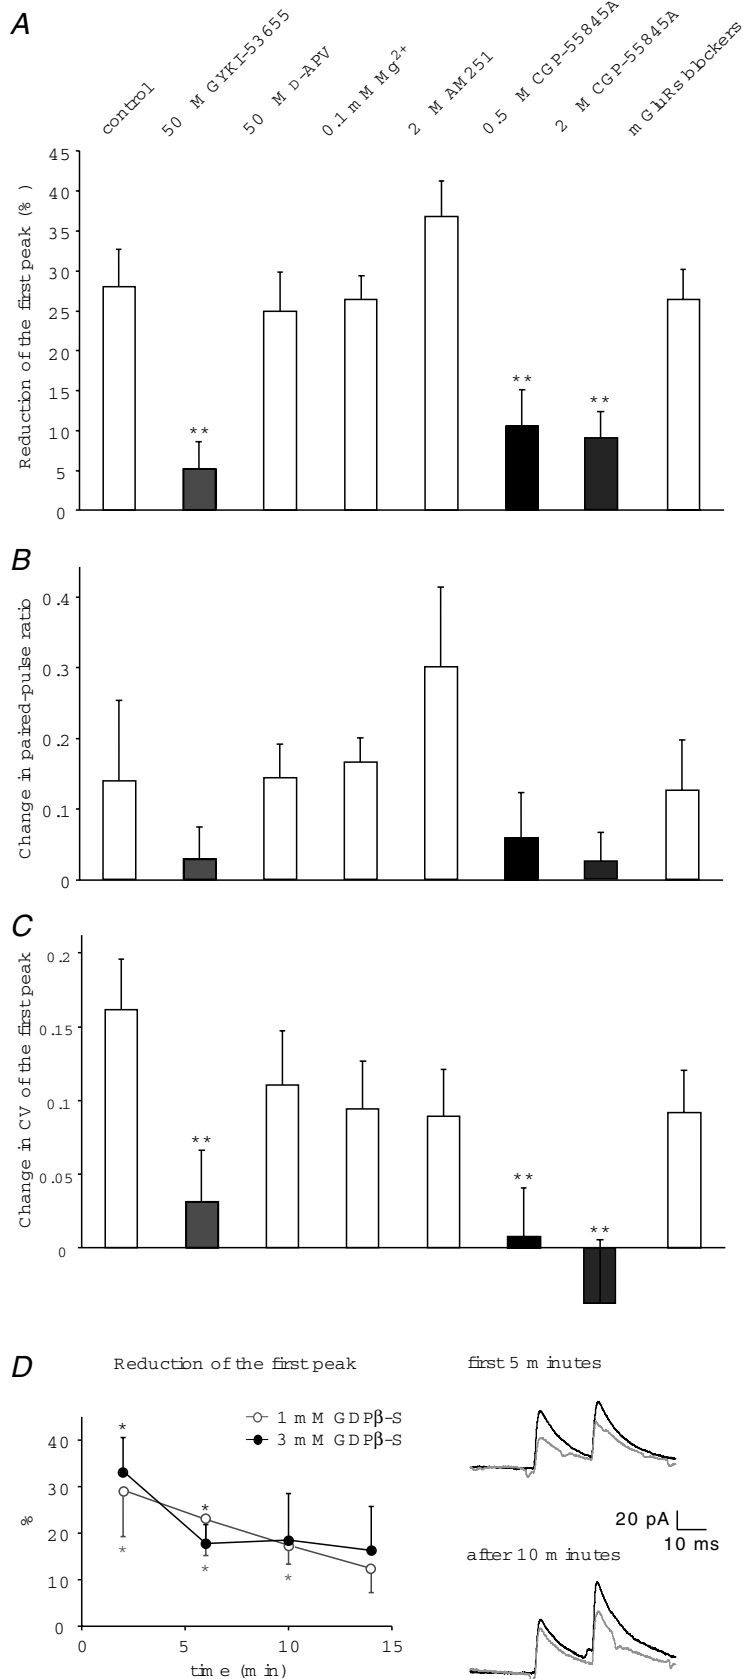 A
control
50 M GYKI-53655
50 M D-APV
0.1 mM Mg2+
2 M AM251
0.5 M CGP-55845A
2 M CGP-55845A
mGluRs blockers
Reduction of the first peak (%)
45
40
35
30
25
20
15
10
5
0
**
**
**
B
Change in paired-pulse ratio
0.4
0.3
0.2
0.1
0
C
Change in CV of the first peak
0.2
0.15
0.1
0.05
0
**
**
**
D
Reduction of the first peak
1 mM GDPβ-S
3 mM GDPβ-S
%
40
30
20
10
0
*
*
*
*
*
0 5 10 15
time (min)
first 5 minutes
20 pA
10 ms
after 10 minutes